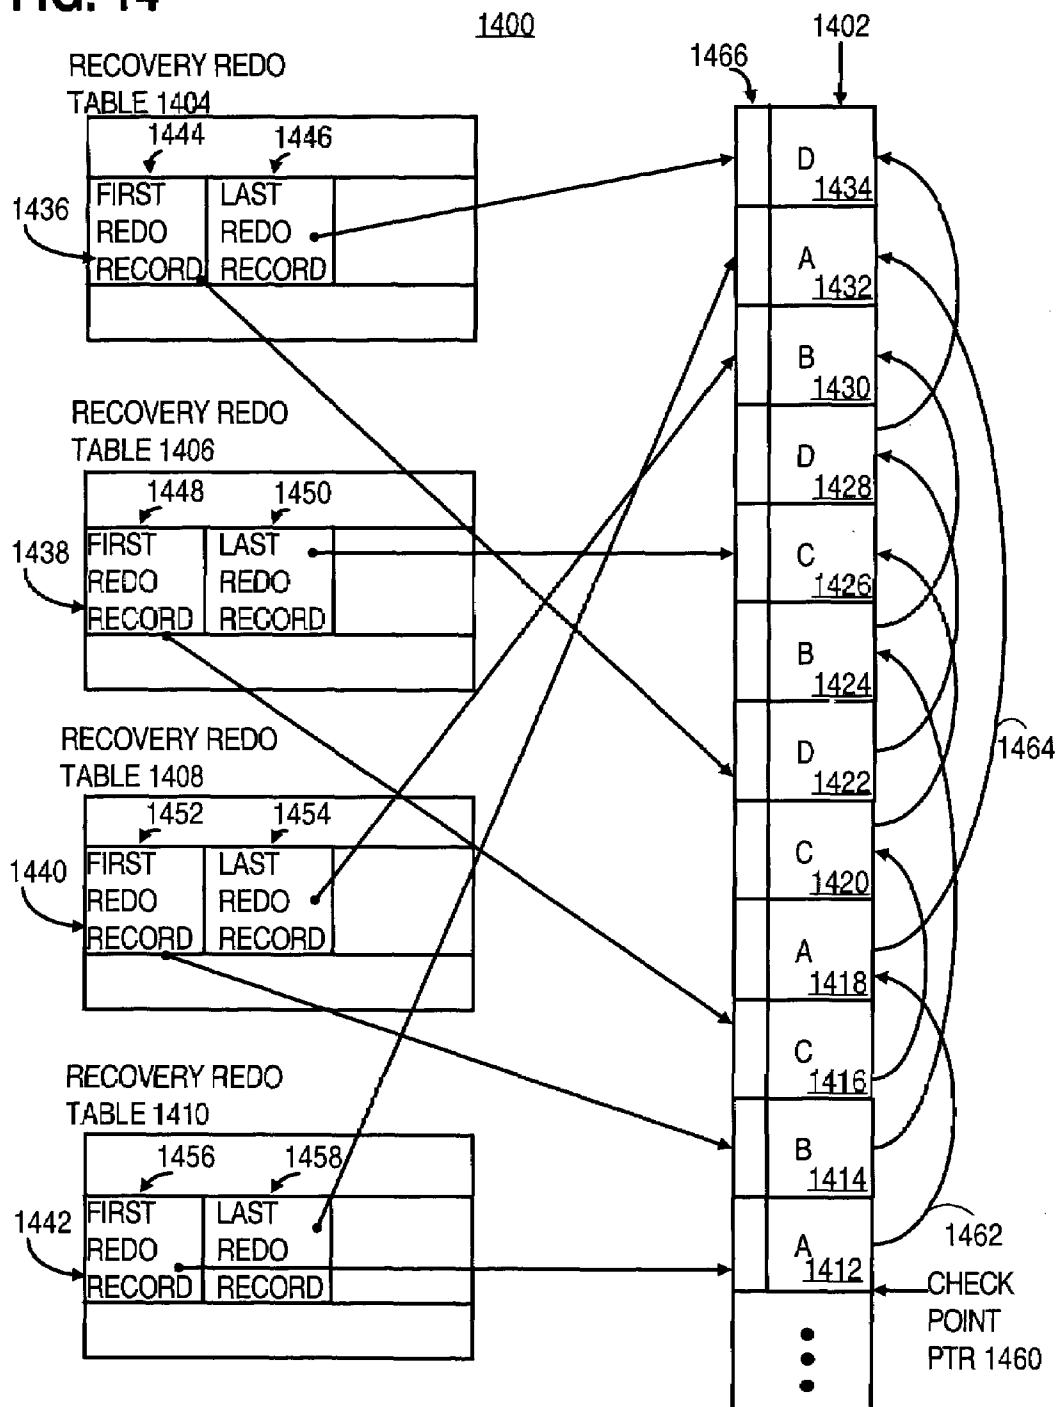 FIG. 14
1400
1402
1466
RECOVERY REDO
TABLE 1404
1444
1446
1436
FIRST
REDO
RECORD
LAST
REDO
RECORD
RECOVERY REDO
TABLE 1406
1448
1450
1438
FIRST
REDO
RECORD
LAST
REDO
RECORD
RECOVERY REDO
TABLE 1408
1452
1454
1440
FIRST
REDO
RECORD
LAST
REDO
RECORD
RECOVERY REDO
TABLE 1410
1456
1458
1442
FIRST
REDO
RECORD
LAST
REDO
RECORD
D
1434
A
1432
B
1430
D
1428
C
1426
B
1424
D
1422
C
1420
A
1418
C
1416
B
1414
A
1412
1464
1462
CHECK
POINT
PTR 1460